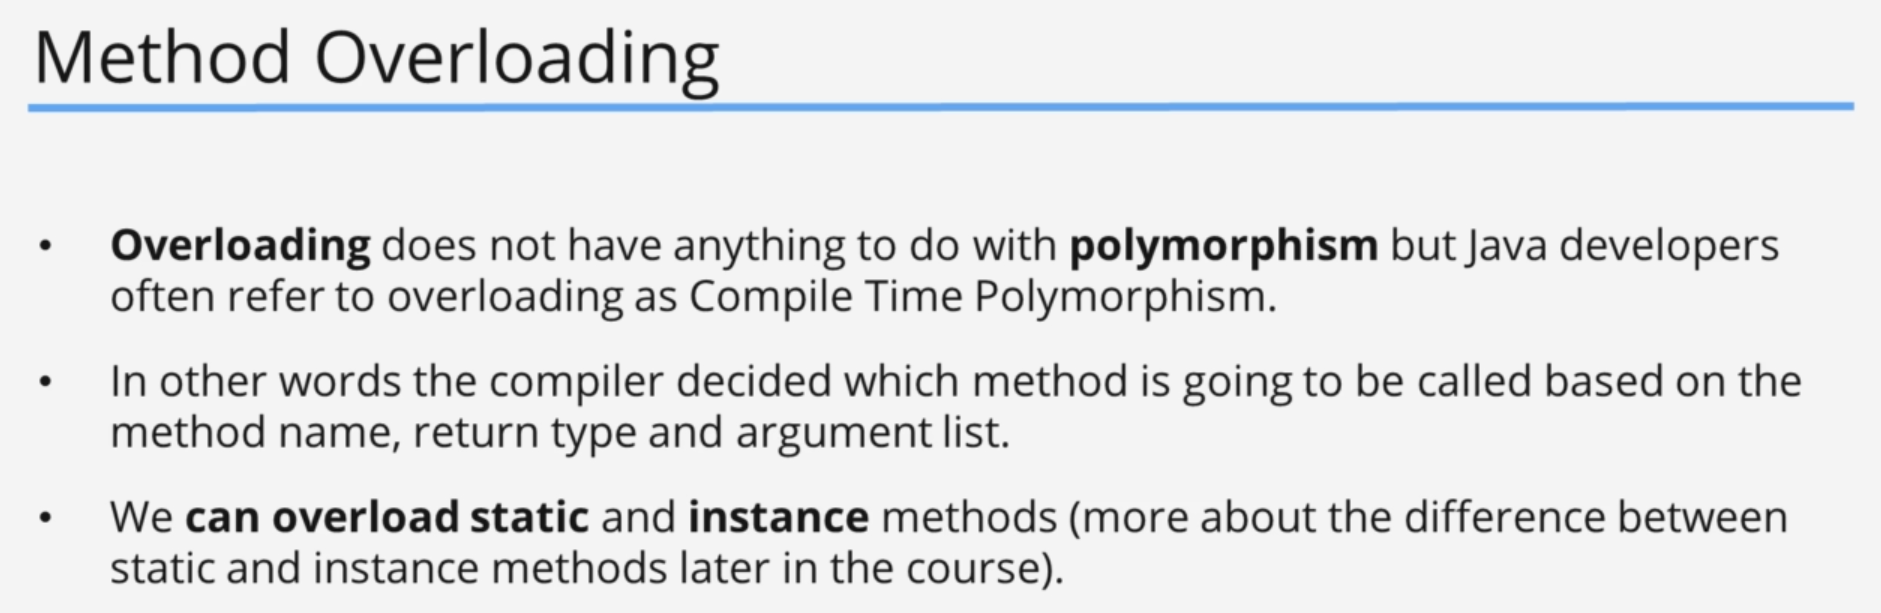 Method Overloading
• Overloading does not have anything to do with polymorphism but Java developers
often refer to overloading as Compile Time Polymorphism.
• In other words the compiler decided which method is going to be called based on the
method name, return type and argument list.
• We can overload static and instance methods (more about the difference between
static and instance methods later in the course).